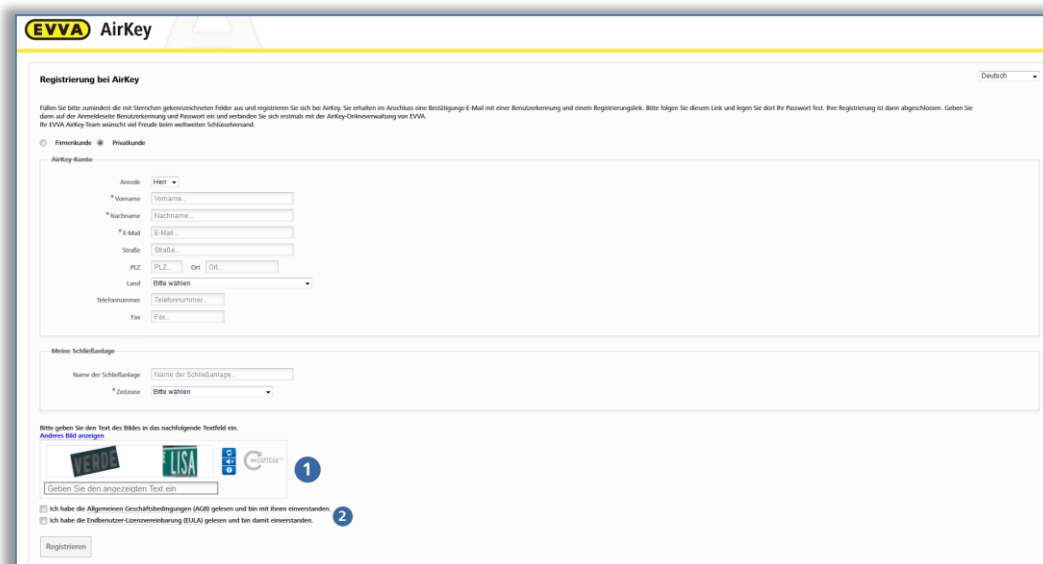 EVVA AirKey
Registrierung bei AirKey
Deutsch
Füllen Sie bitte zumindest die mit Sternchen gekennzeichneten Felder aus und registrieren Sie sich bei AirKey. Sie erhalten im Anschluss eine Bestätigungs-E-Mail mit einer Benutzerkennung und einem Registrierungslink. Bitte folgen Sie diesem Link und legen Sie dort Ihr Passwort fest. Ihre Registrierung ist dann abgeschlossen. Geben Sie
dann auf der Anmeldeseite Benutzerkennung und Passwort ein und verbinden Sie sich erstmals mit der AirKey-Onlineverwaltung von EVVA.
Ihr EVVA AirKey-Team wünscht viel Freude beim weltweiten Schlüsselversand.
Firmenkunde Privatkunde
AirKey-Konto
Anrede Herr
*Vorname Vorname...
*Nachname Nachname...
*E-Mail E-Mail...
Straße Straße...
PLZ PLZ... Ort Ort...
Land Bitte wählen
Telefonnummer Telefonnummer...
Fax Fax...
Meine Schließanlage
Name der Schließanlage Name der Schließanlage...
*Zeitzone Bitte wählen
Bitte geben Sie den Text des Bildes in das nachfolgende Textfeld ein.
Anderes Bild anzeigen
VERDE LISA reCAPTCHA™
1
Geben Sie den angezeigten Text ein
Ich habe die Allgemeinen Geschäftsbedingungen (AGB) gelesen und bin mit ihnen einverstanden.
2
Ich habe die Endbenutzer-Lizenzvereinbarung (EULA) gelesen und bin damit einverstanden.
Registrieren